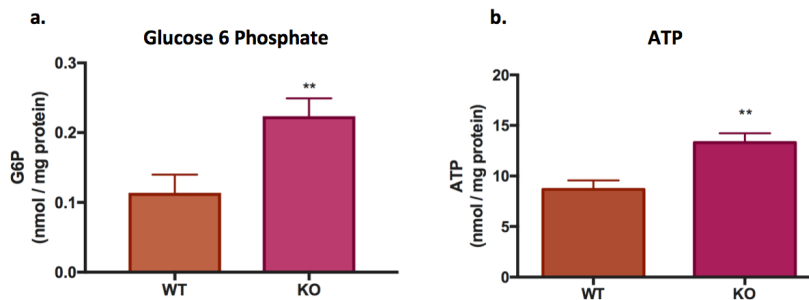 a.
Glucose 6 Phosphate
G6P
(nmol / mg protein)
0.3
0.2
0.1
0.0
**
WT
KO
b.
ATP
ATP
(nmol / mg protein)
20
15
10
5
0
**
WT
KO